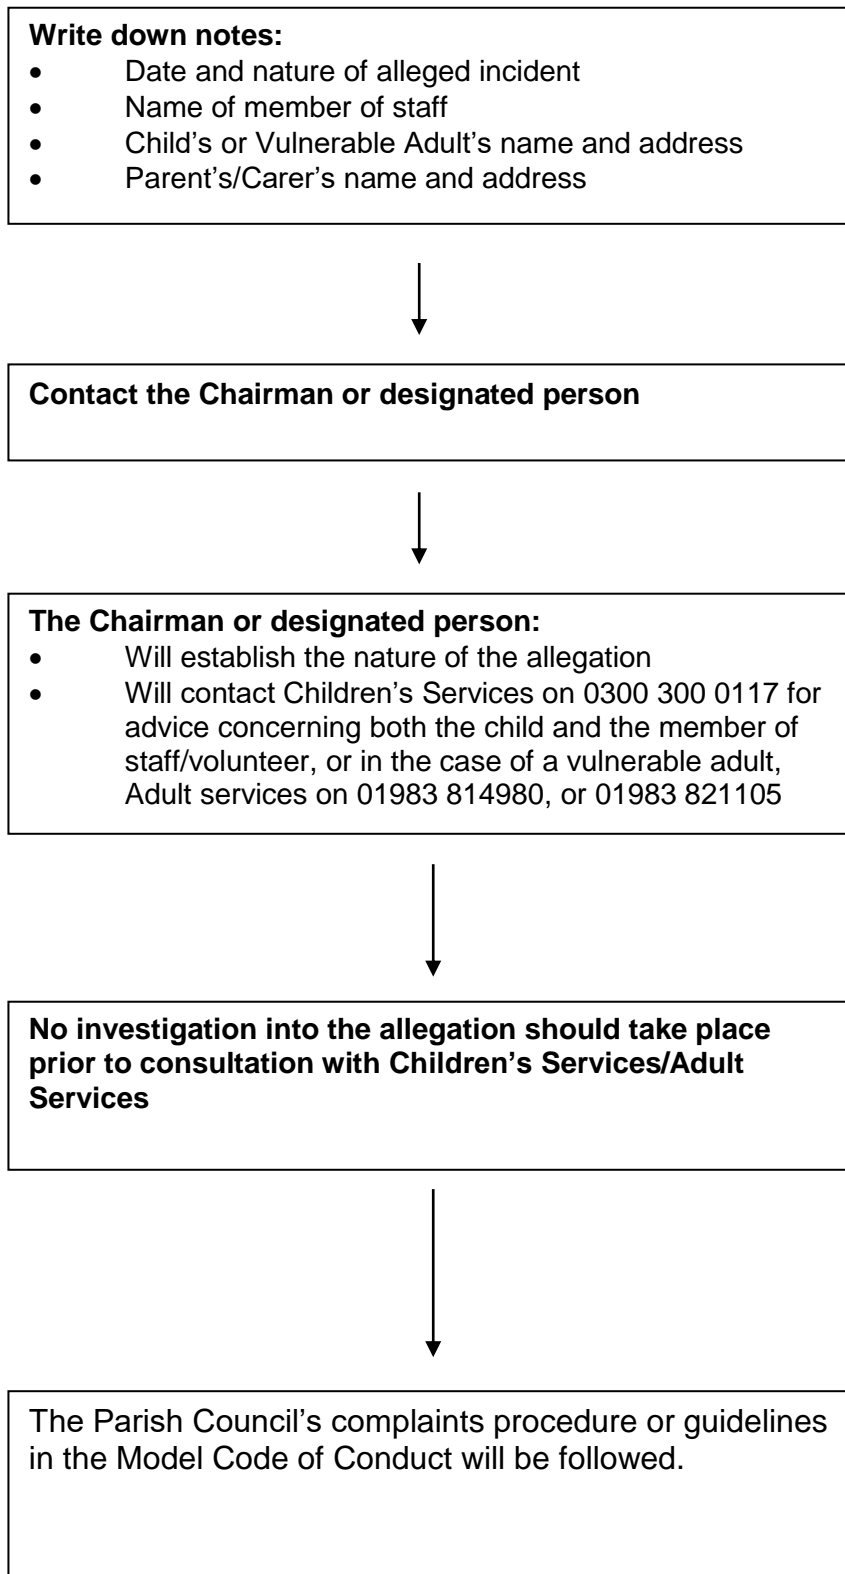 Write down notes:
• Date and nature of alleged incident
• Name of member of staff
• Child’s or Vulnerable Adult’s name and address
• Parent’s/Carer’s name and address
Contact the Chairman or designated person
The Chairman or designated person:
• Will establish the nature of the allegation
• Will contact Children’s Services on 0300 300 0117 for
advice concerning both the child and the member of
staff/volunteer, or in the case of a vulnerable adult,
Adult services on 01983 814980, or 01983 821105
No investigation into the allegation should take place
prior to consultation with Children’s Services/Adult
Services
The Parish Council’s complaints procedure or guidelines
in the Model Code of Conduct will be followed.